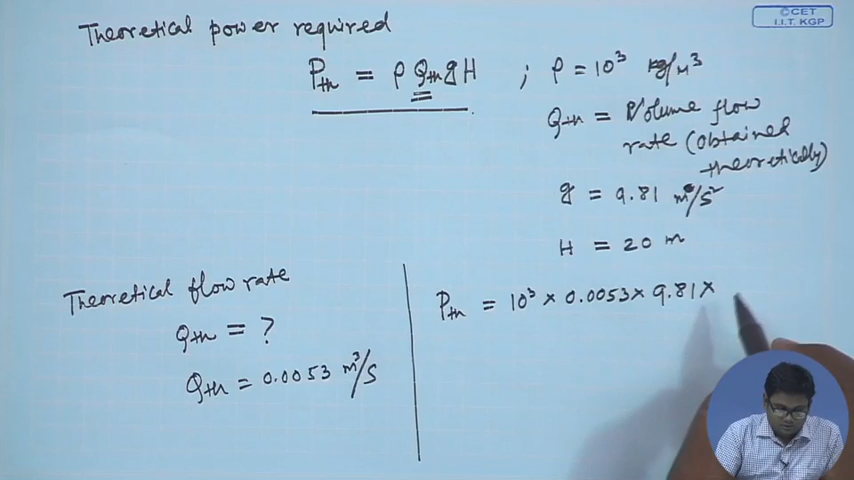 ©CET
I.I.T. KGP
Theoretical power required
Pth = ρ Qth g H ; ρ = 10³ kg/m³
Qth = Volume flow
rate (obtained
theoretically)
g = 9.81 m/s²
H = 20 m
Theoretical flow rate
Qth = ?
Qth = 0.0053 m³/s
Pth = 10³ × 0.0053 × 9.81 ×